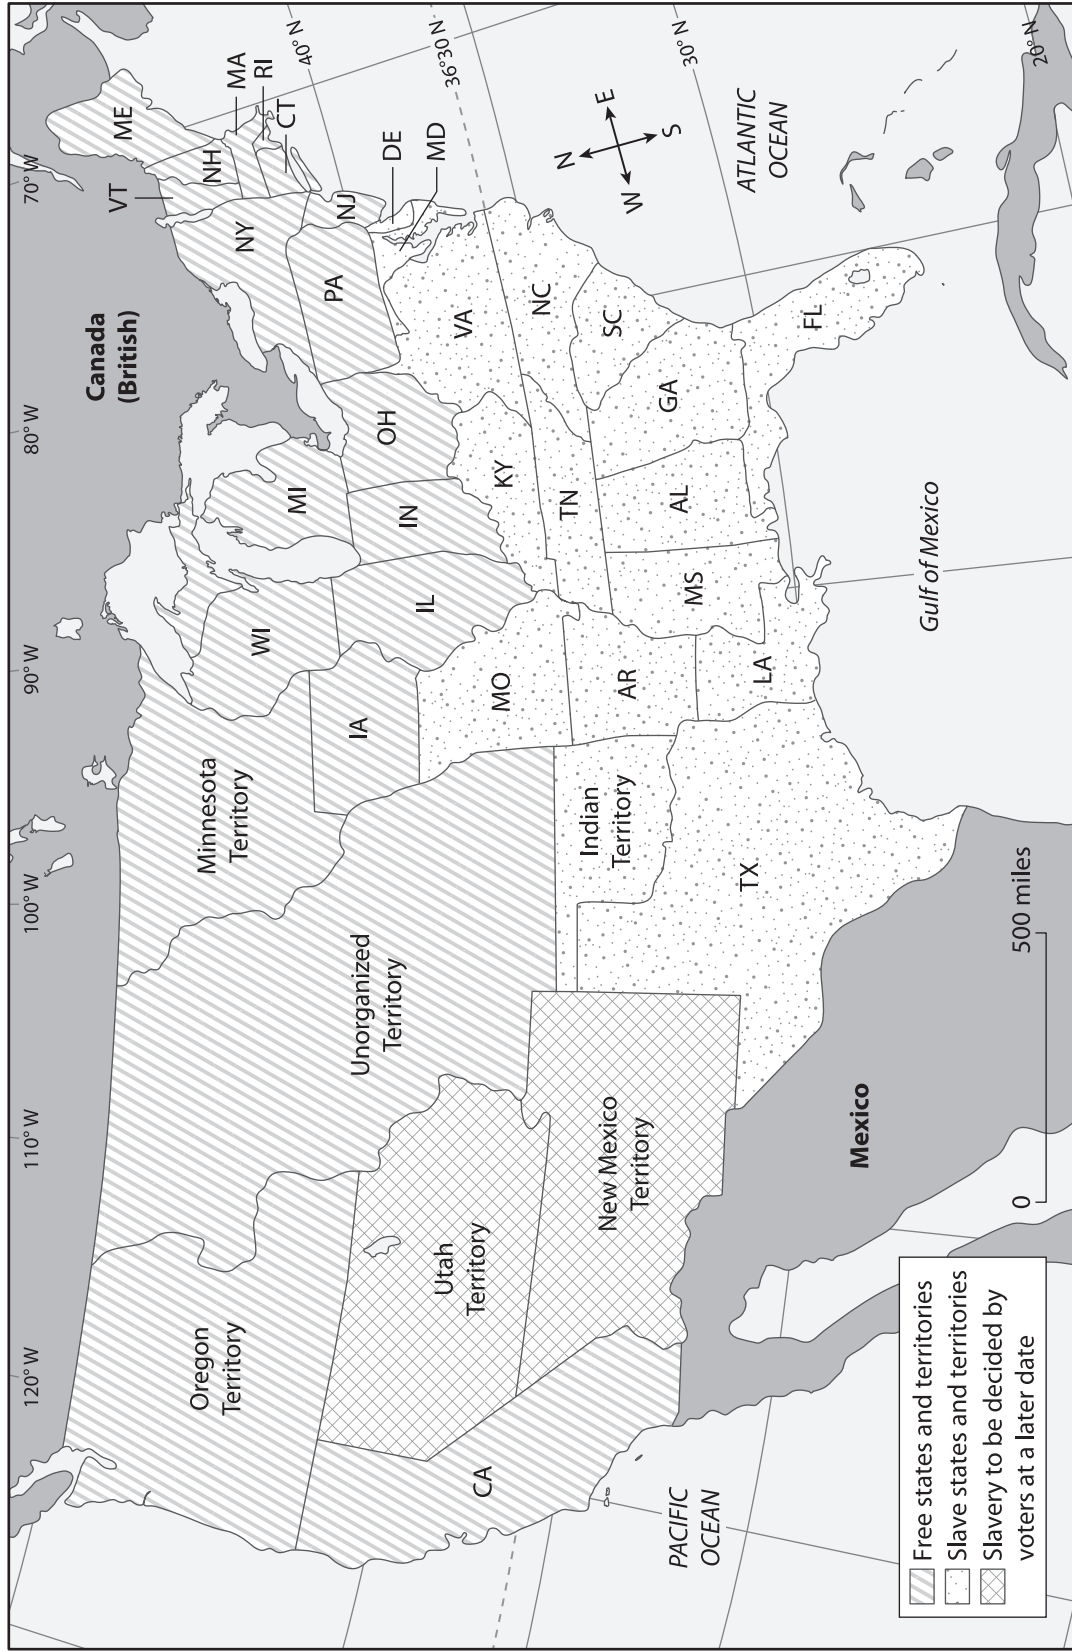 120° W
110° W
100° W
90° W
80° W
70° W
Canada
(British)
VT
ME
NH
MA
RI
CT
40° N
36°30' N
30° N
20° N
Oregon
Territory
Minnesota
Territory
WI
MI
NY
Unorganized
Territory
IA
IL
IN
OH
PA
NJ
DE
MD
CA
Utah
Territory
MO
KY
VA
New Mexico
Territory
Indian
Territory
AR
TN
NC
SC
TX
LA
MS
AL
GA
FL
N
E
S
W
PACIFIC
OCEAN
ATLANTIC
OCEAN
Mexico
Gulf of Mexico
Free states and territories
Slave states and territories
Slavery to be decided by
voters at a later date
0
500 miles